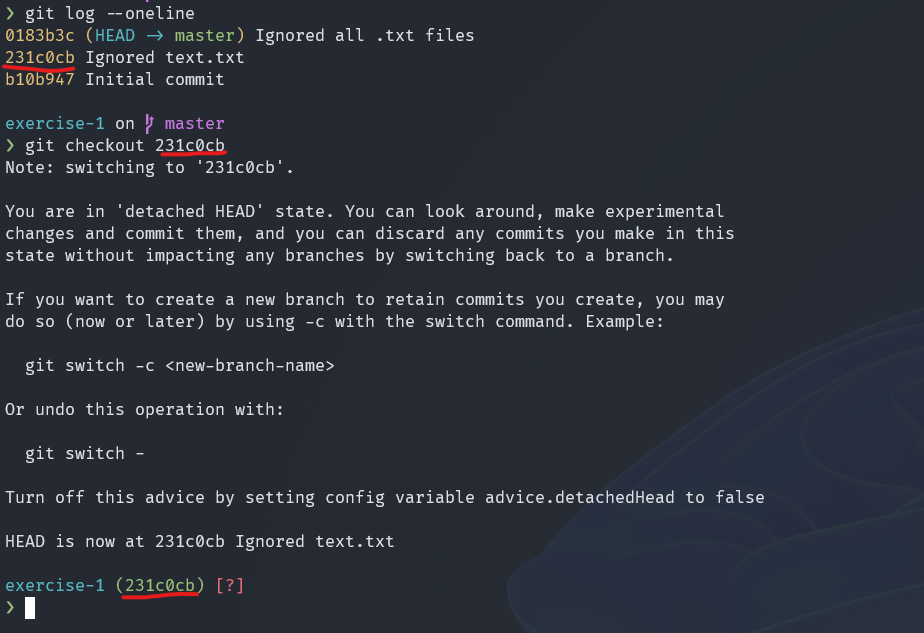 ❯ git log --oneline
0183b3c (HEAD → master) Ignored all .txt files
231c0cb Ignored text.txt
b10b947 Initial commit
exercise-1 on master
❯ git checkout 231c0cb
Note: switching to '231c0cb'.
You are in 'detached HEAD' state. You can look around, make experimental
changes and commit them, and you can discard any commits you make in this
state without impacting any branches by switching back to a branch.
If you want to create a new branch to retain commits you create, you may
do so (now or later) by using -c with the switch command. Example:
git switch -c <new-branch-name>
Or undo this operation with:
git switch -
Turn off this advice by setting config variable advice.detachedHead to false
HEAD is now at 231c0cb Ignored text.txt
exercise-1 (231c0cb) [?]
❯